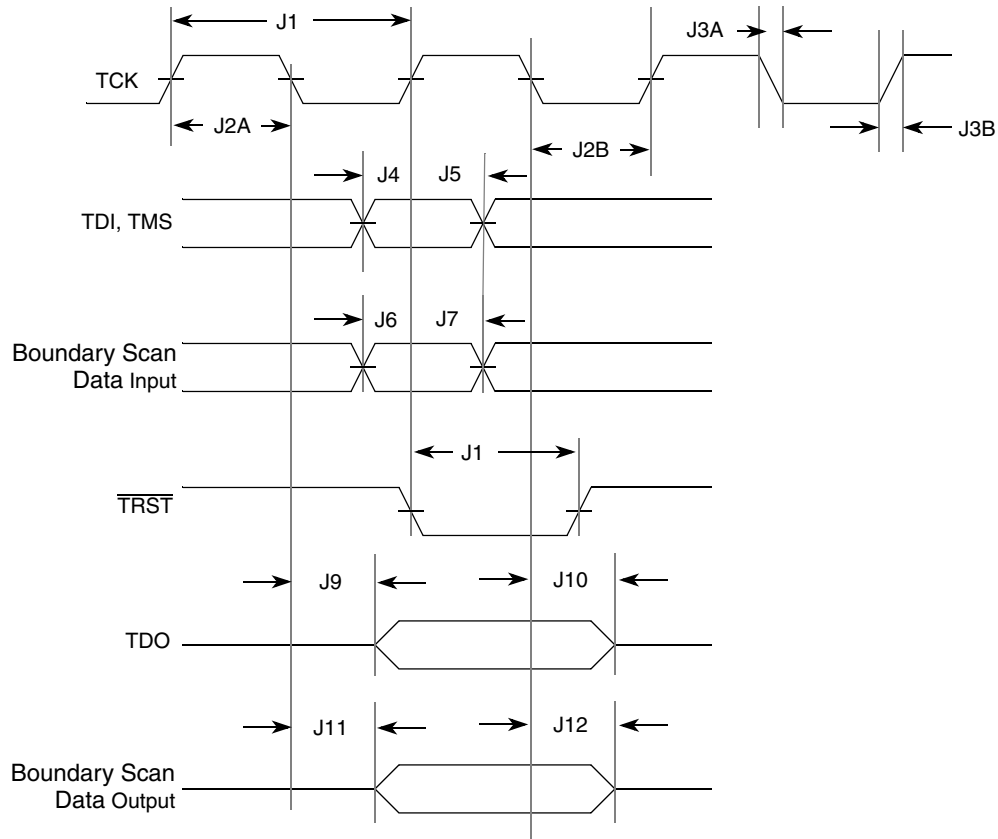 J1
J3A
TCK
J2A
J2B
J3B
J4
J5
TDI, TMS
J6
J7
Boundary Scan
Data Input
J1
TRST
J9
J10
TDO
J11
J12
Boundary Scan
Data Output